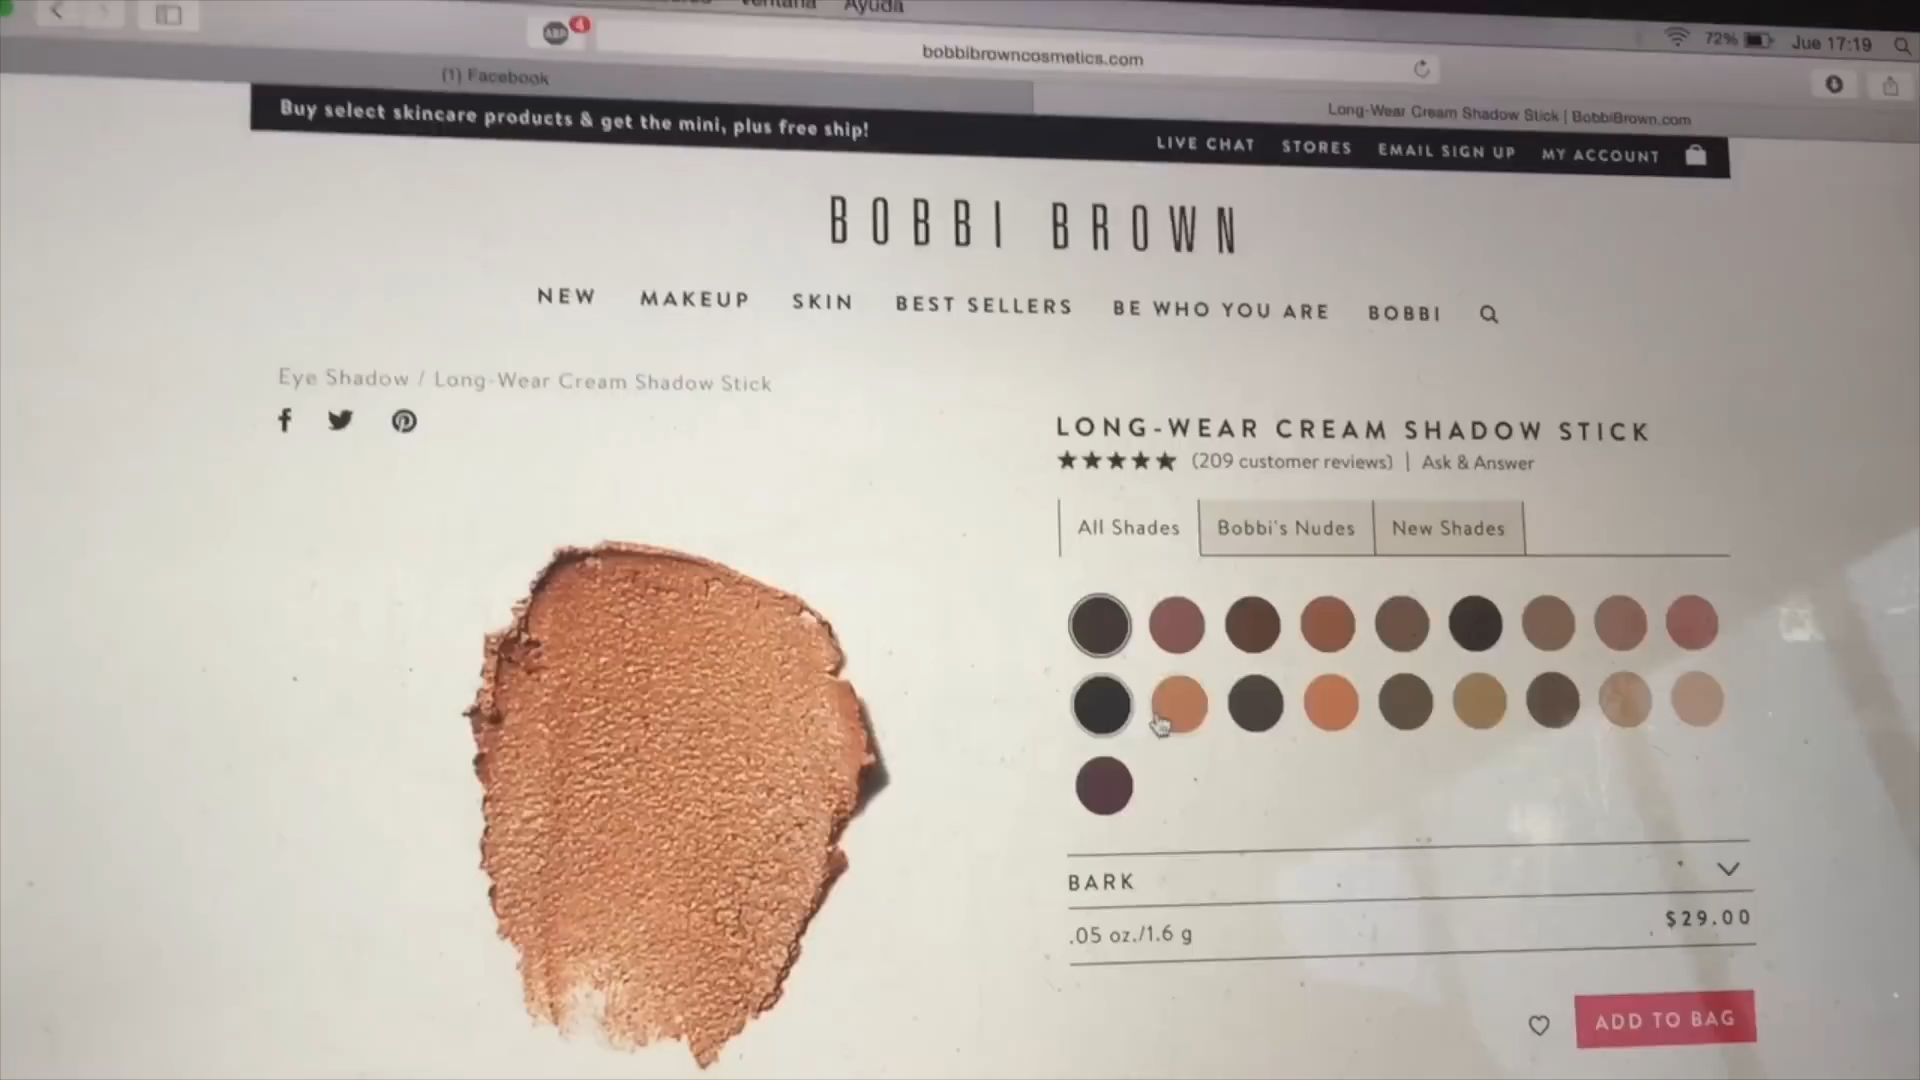 Ayuda
72%
Jue 17:19
ABP
4
bobbibrowncosmetics.com
(1) Facebook
Long-Wear Cream Shadow Stick | BobbiBrown.com
Buy select skincare products & get the mini, plus free ship!
LIVE CHAT STORES EMAIL SIGN UP MY ACCOUNT
BOBBI BROWN
NEW MAKEUP SKIN BEST SELLERS BE WHO YOU ARE BOBBI
Eye Shadow / Long-Wear Cream Shadow Stick
LONG-WEAR CREAM SHADOW STICK
(209 customer reviews) | Ask & Answer
All Shades Bobbi's Nudes New Shades
BARK
.05 oz./1.6 g
$29.00
ADD TO BAG